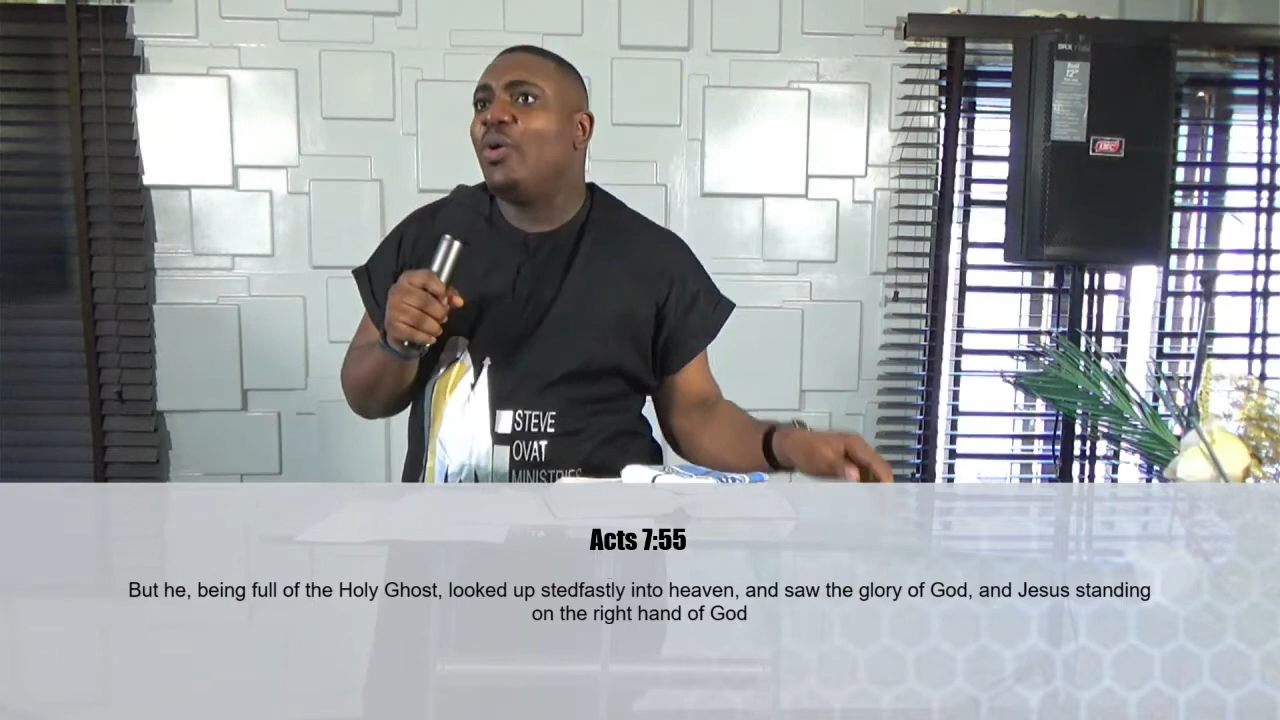 STEVE
OVAT
MINISTRIES
Acts 7:55
But he, being full of the Holy Ghost, looked up stedfastly into heaven, and saw the glory of God, and Jesus standing
on the right hand of God